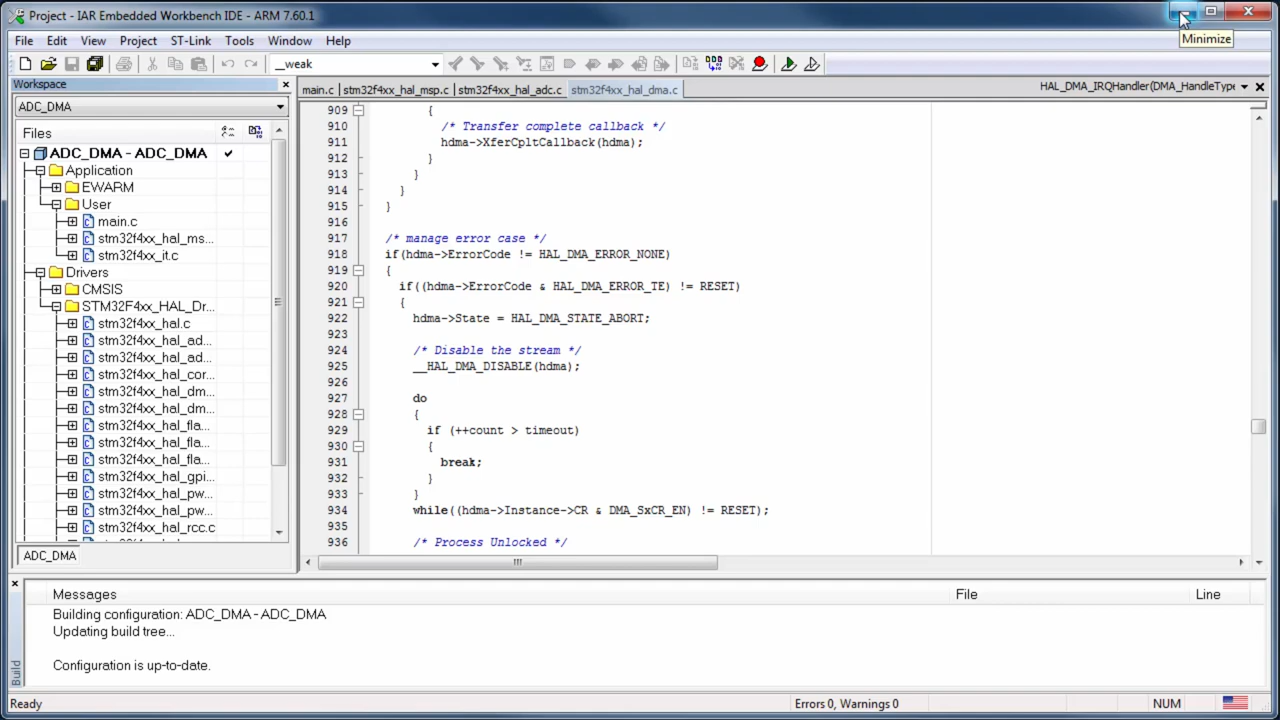 Project - IAR Embedded Workbench IDE - ARM 7.60.1
Minimize
File Edit View Project ST-Link Tools Window Help
__weak
Workspace
ADC_DMA
Files
ADC_DMA - ADC_DMA
Application
EWARM
User
main.c
stm32f4xx_hal_ms...
stm32f4xx_it.c
Drivers
CMSIS
STM32F4xx_HAL_Dr...
stm32f4xx_hal.c
stm32f4xx_hal_ad...
stm32f4xx_hal_ad...
stm32f4xx_hal_cor...
stm32f4xx_hal_dm...
stm32f4xx_hal_dm...
stm32f4xx_hal_fla...
stm32f4xx_hal_fla...
stm32f4xx_hal_fla...
stm32f4xx_hal_gpi...
stm32f4xx_hal_pw...
stm32f4xx_hal_pw...
stm32f4xx_hal_rcc.c
ADC_DMA
main.c | stm32f4xx_hal_msp.c | stm32f4xx_hal_adc.c stm32f4xx_hal_dma.c HAL_DMA_IRQHandler(DMA_HandleType
909 {
910 /* Transfer complete callback */
911 hdma->XferCpltCallback(hdma);
912 }
913 }
914 }
915 }
916
917 /* manage error case */
918 if(hdma->ErrorCode != HAL_DMA_ERROR_NONE)
919 {
920 if((hdma->ErrorCode & HAL_DMA_ERROR_TE) != RESET)
921 {
922 hdma->State = HAL_DMA_STATE_ABORT;
923
924 /* Disable the stream */
925 __HAL_DMA_DISABLE(hdma);
926
927 do
928 {
929 if (++count > timeout)
930 {
931 break;
932 }
933 }
934 while((hdma->Instance->CR & DMA_SxCR_EN) != RESET);
935
936 /* Process Unlocked */
Messages File Line
Building configuration: ADC_DMA - ADC_DMA
Updating build tree...
Configuration is up-to-date.
Build
Ready Errors 0, Warnings 0 NUM